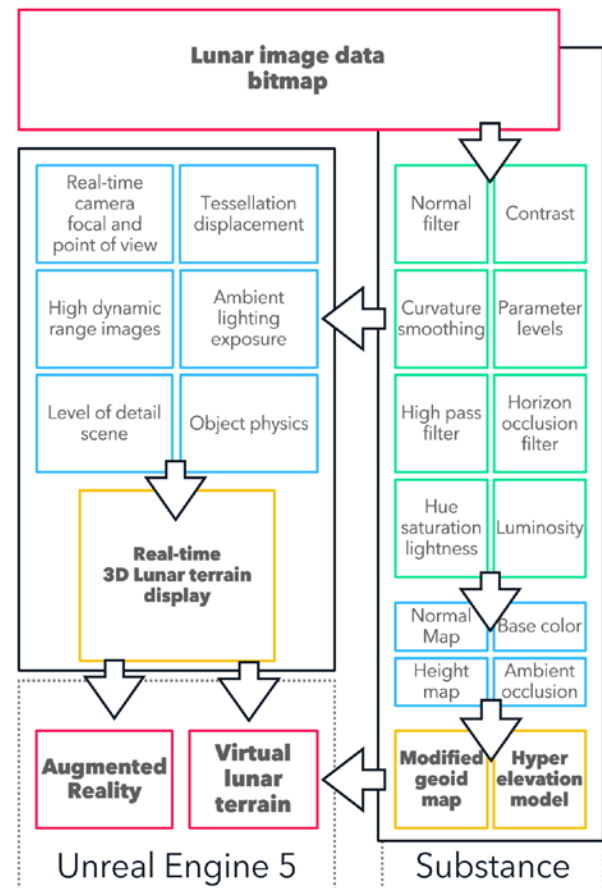 Lunar image data
bitmap
Real-time
camera
focal and
point of view
Tessellation
displacement
High dynamic
range images
Ambient
lighting
exposure
Level of detail
scene
Object physics
Real-time
3D Lunar terrain
display
Augmented
Reality
Virtual
lunar
terrain
Unreal Engine 5
Normal
filter
Contrast
Curvature
smoothing
Parameter
levels
High pass
filter
Horizon
occlusion
filter
Hue
saturation
lightness
Luminosity
Normal
Map
Base color
Height
map
Ambient
occlusion
Modified
geoid
map
Hyper
elevation
model
Substance